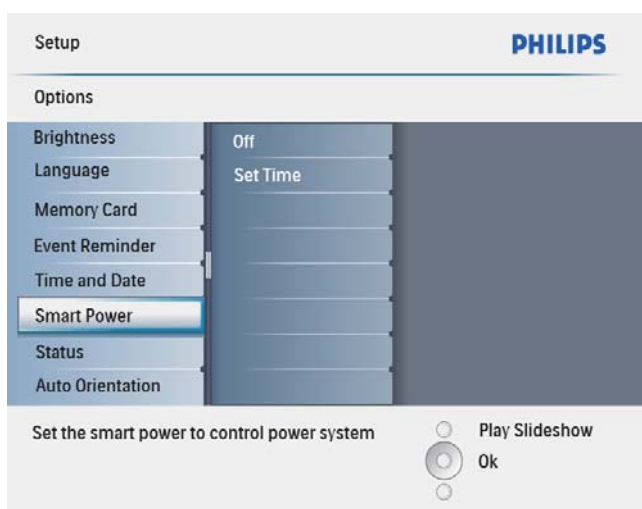 Setup
PHILIPS
Options
Brightness
Language
Memory Card
Event Reminder
Time and Date
Smart Power
Status
Auto Orientation
Off
Set Time
Set the smart power to control power system
Play Slideshow
Ok